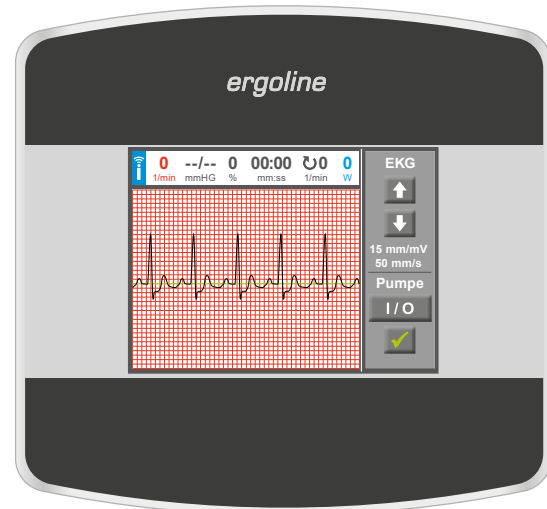 ergoline
0 --/-- 0 00:00 0 0
1/min mmHG % mm:ss 1/min W
EKG
15 mm/mV
50 mm/s
Pumpe
I / O